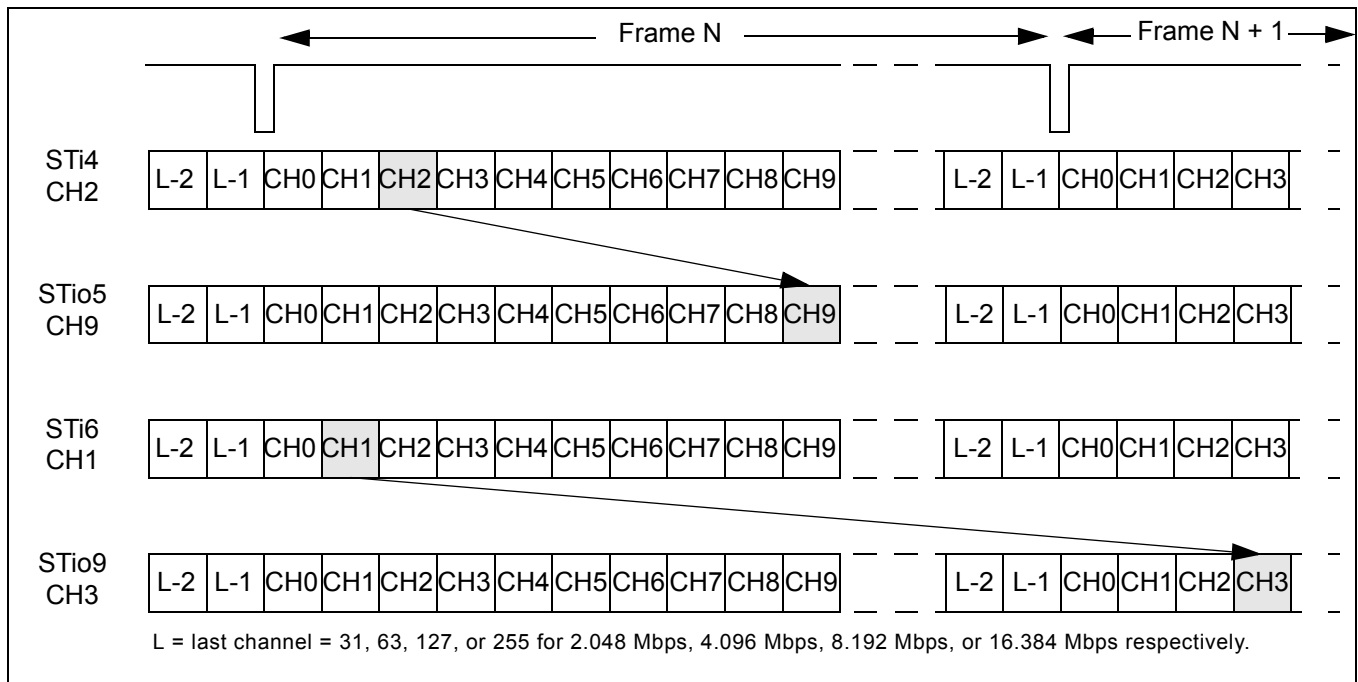 Frame N
Frame N + 1
STi4
CH2
L-2 L-1 CH0 CH1 CH2 CH3 CH4 CH5 CH6 CH7 CH8 CH9 L-2 L-1 CH0 CH1 CH2 CH3
STio5
CH9
L-2 L-1 CH0 CH1 CH2 CH3 CH4 CH5 CH6 CH7 CH8 CH9 L-2 L-1 CH0 CH1 CH2 CH3
STi6
CH1
L-2 L-1 CH0 CH1 CH2 CH3 CH4 CH5 CH6 CH7 CH8 CH9 L-2 L-1 CH0 CH1 CH2 CH3
STio9
CH3
L-2 L-1 CH0 CH1 CH2 CH3 CH4 CH5 CH6 CH7 CH8 CH9 L-2 L-1 CH0 CH1 CH2 CH3
L = last channel = 31, 63, 127, or 255 for 2.048 Mbps, 4.096 Mbps, 8.192 Mbps, or 16.384 Mbps respectively.